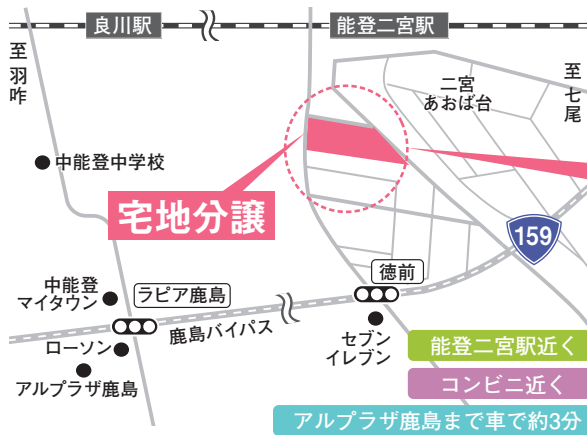 良川駅
能登二宮駅
至
羽
咋
二宮
あおば台
至
七
尾
中能登中学校
宅地分譲
159
徳前
中能登
マイタウン
ラピア鹿島
鹿島バイパス
ローソン
セブン
イレブン
アルプラザ鹿島
能登二宮駅近く
コンビニ近く
アルプラザ鹿島まで車で約3分